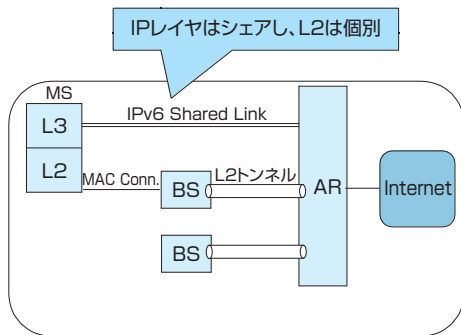 IPレイヤはシェアし、L2は個別
MS
L3
IPv6 Shared Link
L2
MAC Conn.
BS
L2トンネル
AR
Internet
BS